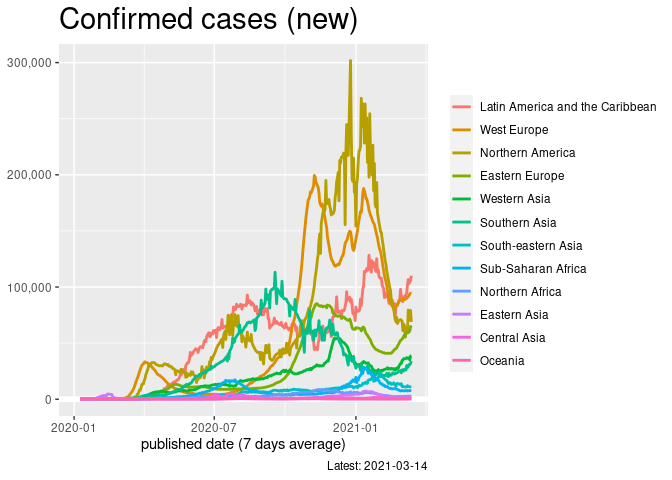 Confirmed cases (new)
300,000
200,000
100,000
0
2020-01
2020-07
2021-01
published date (7 days average)
Latest: 2021-03-14
Latin America and the Caribbean
West Europe
Northern America
Eastern Europe
Western Asia
Southern Asia
South-eastern Asia
Sub-Saharan Africa
Northern Africa
Eastern Asia
Central Asia
Oceania